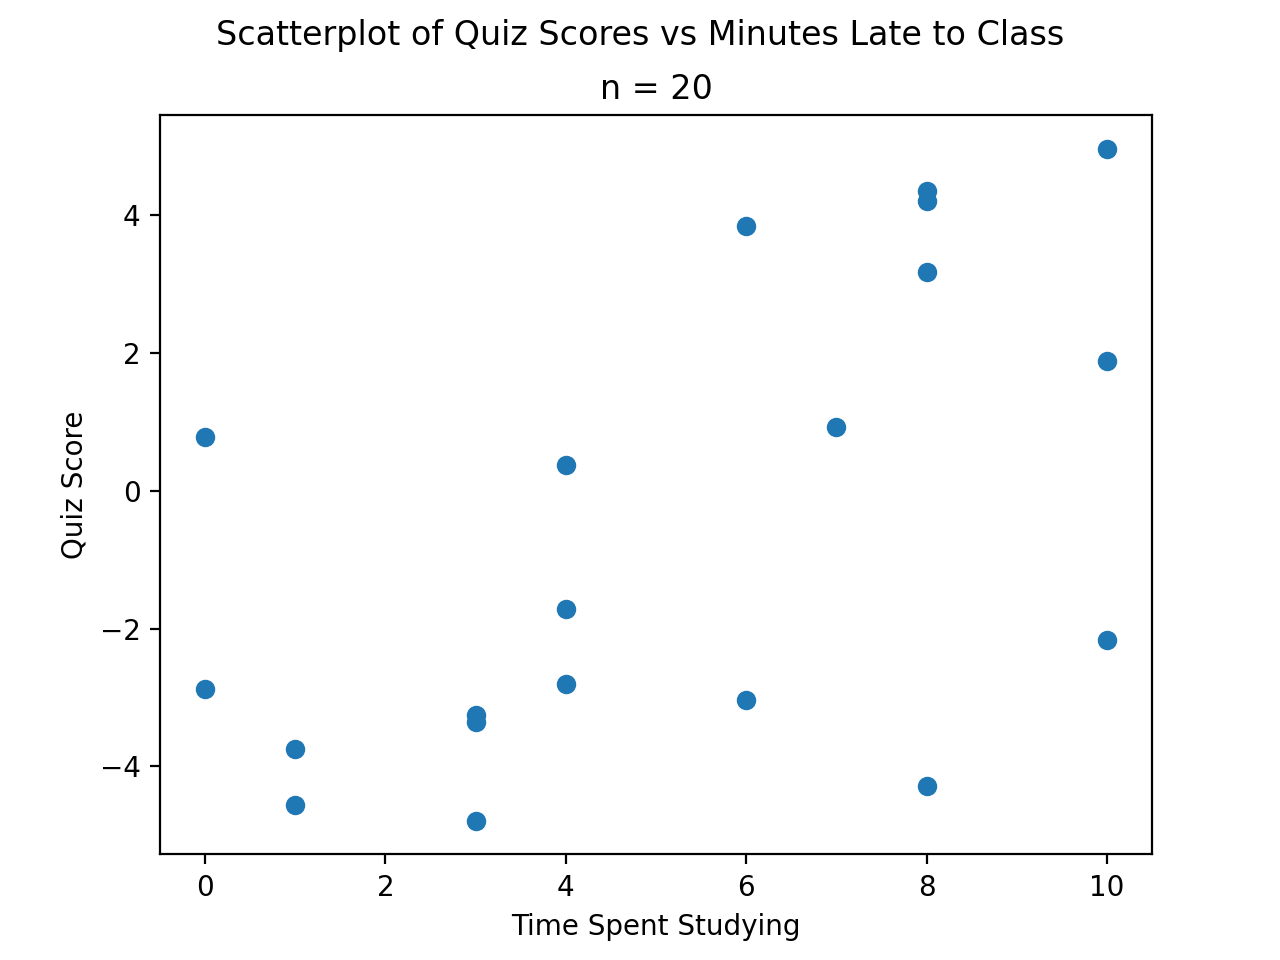 Scatterplot of Quiz Scores vs Minutes Late to Class
n = 20
4
2
0
−2
−4
Quiz Score
0 2 4 6 8 10
Time Spent Studying